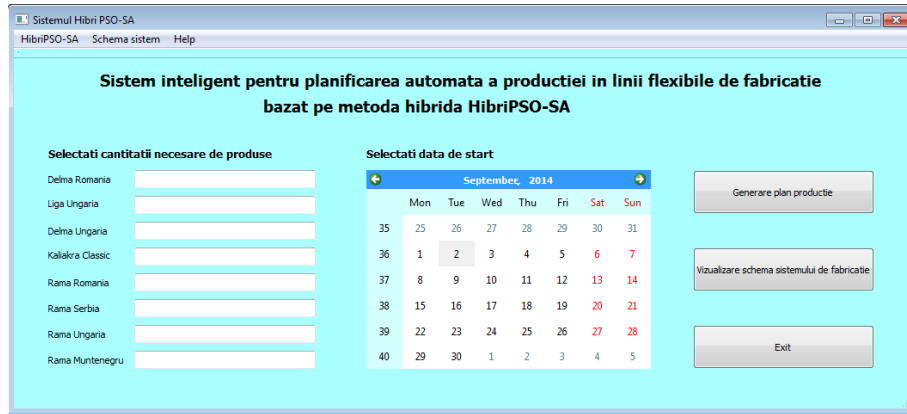 Sistemul Hibri PSO-SA
HibriPSO-SA Schema sistem Help
Sistem inteligent pentru planificarea automata a productiei in linii flexibile de fabricatie
bazat pe metoda hibrida HibriPSO-SA
Selectati cantitatii necesare de produse
Delma Romania
Liga Ungaria
Delma Ungaria
Kaliakra Classic
Rama Romania
Rama Serbia
Rama Ungaria
Rama Muntenegru
Selectati data de start
September, 2014
Mon Tue Wed Thu Fri Sat Sun
35 25 26 27 28 29 30 31
36 1 2 3 4 5 6 7
37 8 9 10 11 12 13 14
38 15 16 17 18 19 20 21
39 22 23 24 25 26 27 28
40 29 30 1 2 3 4 5
Generare plan productie
Vizualizare schema sistemului de fabricatie
Exit